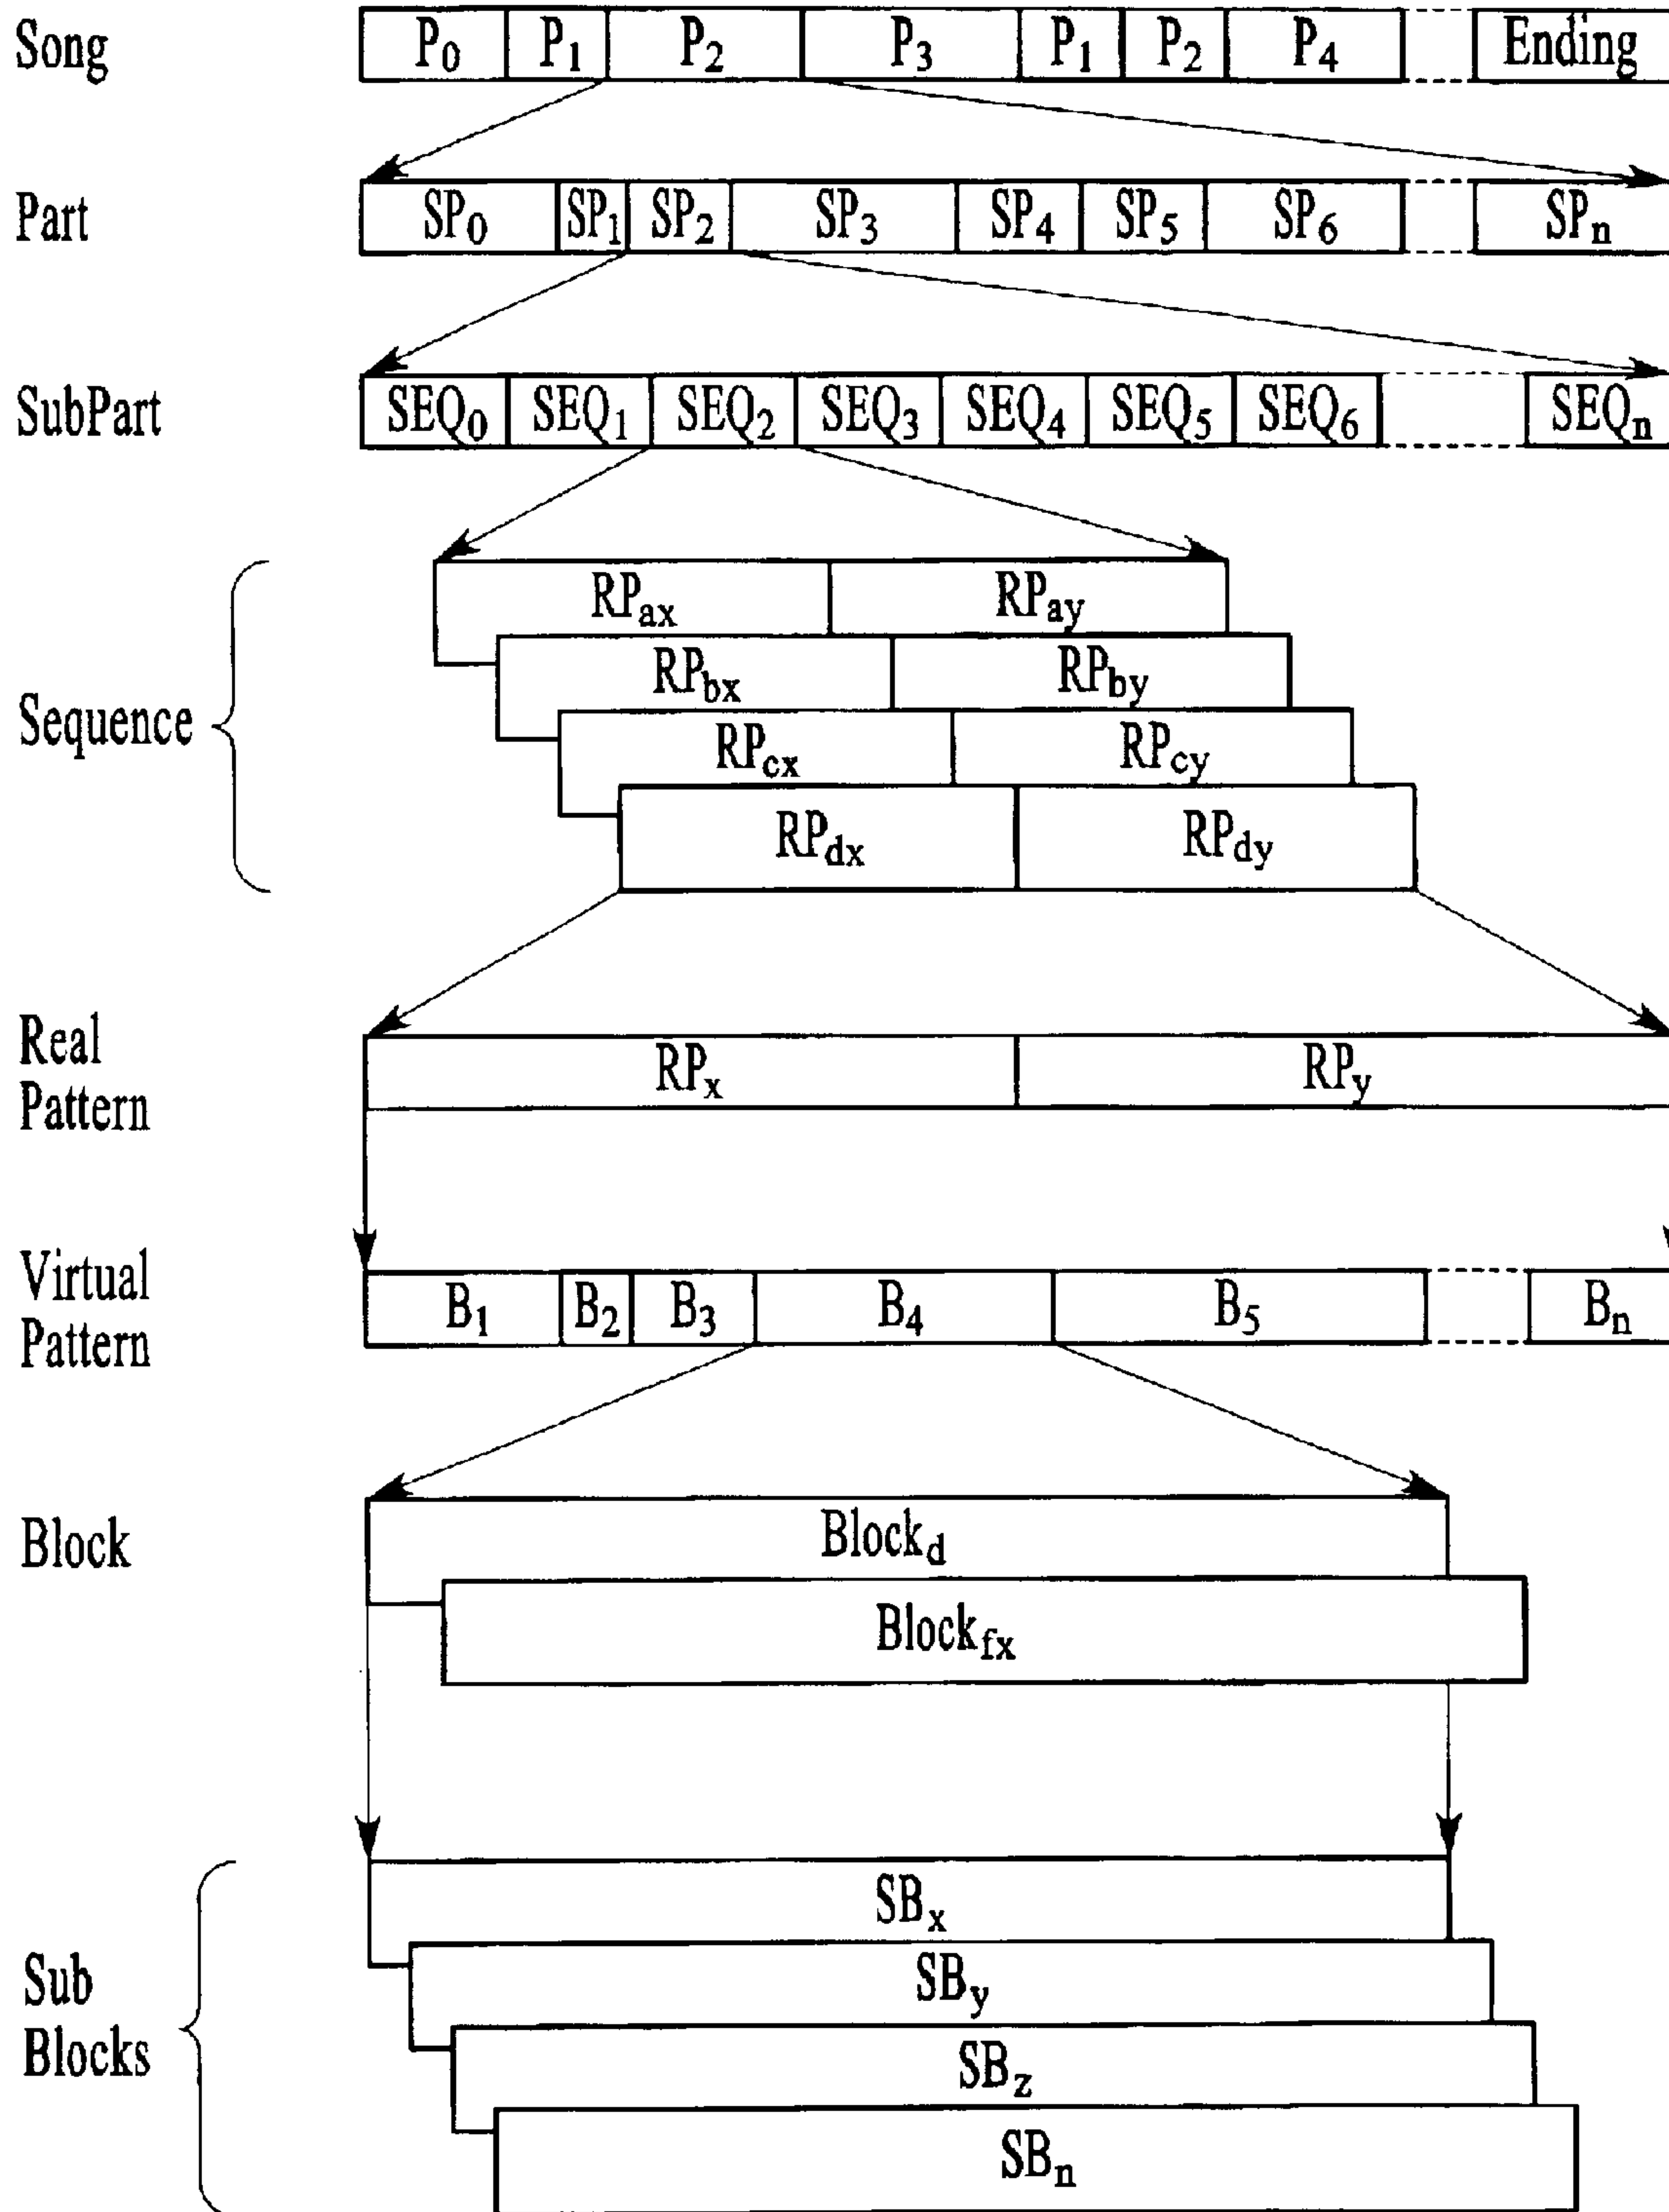 Song P₀ P₁ P₂ P₃ P₁ P₂ P₄ Ending
Part SP₀ SP₁ SP₂ SP₃ SP₄ SP₅ SP₆ SPₙ
SubPart SEQ₀ SEQ₁ SEQ₂ SEQ₃ SEQ₄ SEQ₅ SEQ₆ SEQₙ
RPax RPay
RPbx RPby
Sequence
RPcx RPcy
RPdx RPdy
Real
Pattern
RPx RPy
Virtual
Pattern
B₁ B₂ B₃ B₄ B₅ Bₙ
Block
Blockd
Blockfx
SBx
Sub
Blocks
SBy
SBz
SBn